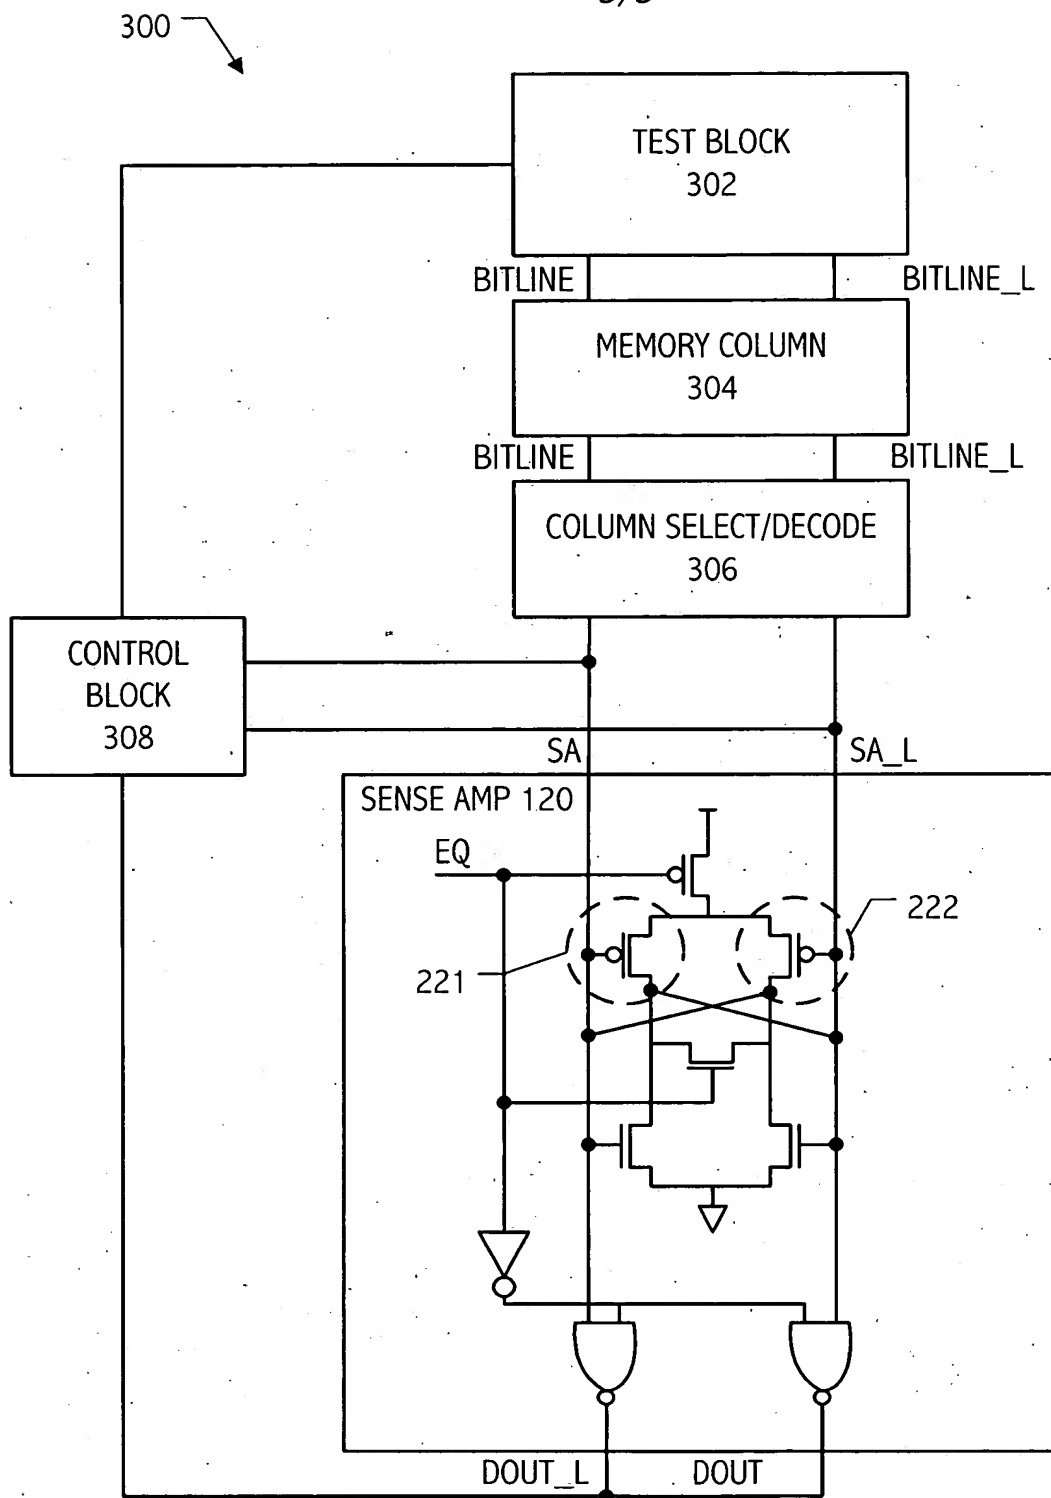 300
TEST BLOCK
302
BITLINE
BITLINE_L
MEMORY COLUMN
304
BITLINE
BITLINE_L
COLUMN SELECT/DECODE
306
CONTROL
BLOCK
308
SA
SA_L
SENSE AMP 120
EQ
222
221
DOUT_L
DOUT